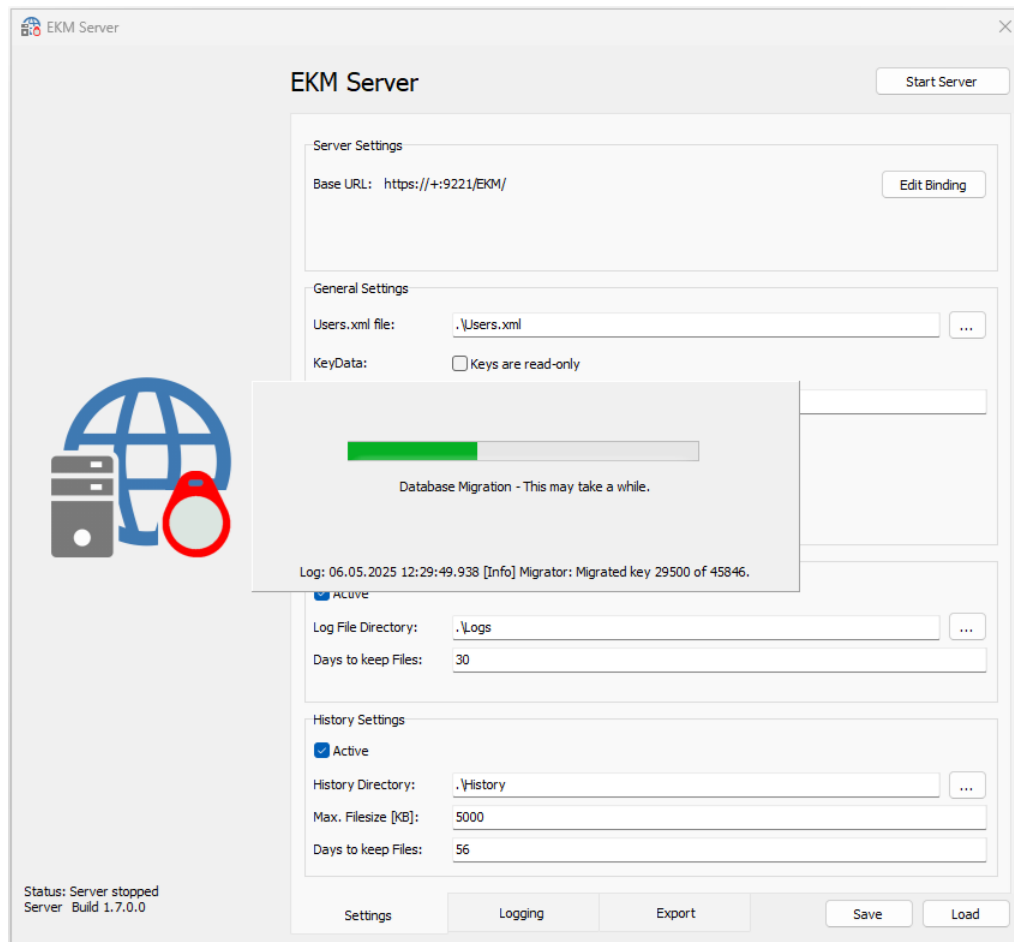 EKM Server
EKM Server
Start Server
Server Settings
Base URL: https://+:9221/EKM/
Edit Binding
General Settings
Users.xml file: .\Users.xml ...
KeyData: Keys are read-only
Database Migration - This may take a while.
Log: 06.05.2025 12:29:49.938 [Info] Migrator: Migrated key 29500 of 45846.
Active
Log File Directory: .\Logs ...
Days to keep Files: 30
History Settings
Active
History Directory: .\History ...
Max. Filesize [KB]: 5000
Days to keep Files: 56
Status: Server stopped
Server Build 1.7.0.0
Settings Logging Export Save Load